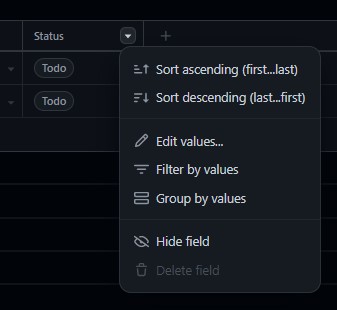 Status
Todo
Todo
Sort ascending (first...last)
Sort descending (last...first)
Edit values...
Filter by values
Group by values
Hide field
Delete field